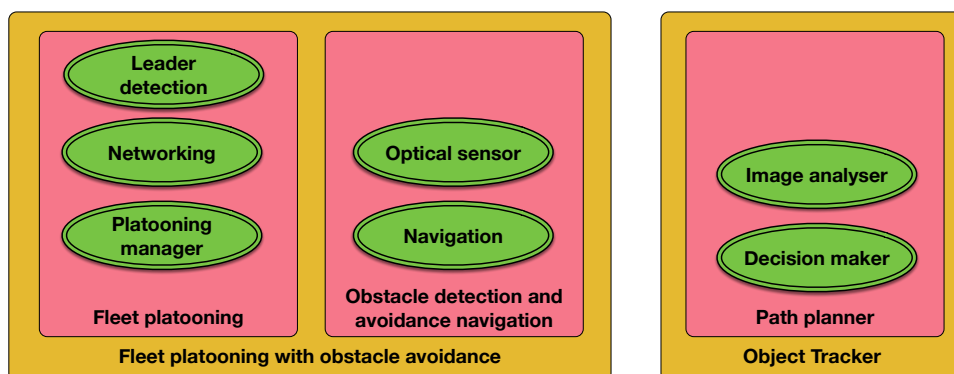 Leader
detection
Networking
Platooning
manager
Fleet platooning
Optical sensor
Navigation
Obstacle detection and
avoidance navigation
Fleet platooning with obstacle avoidance
Image analyser
Decision maker
Path planner
Object Tracker